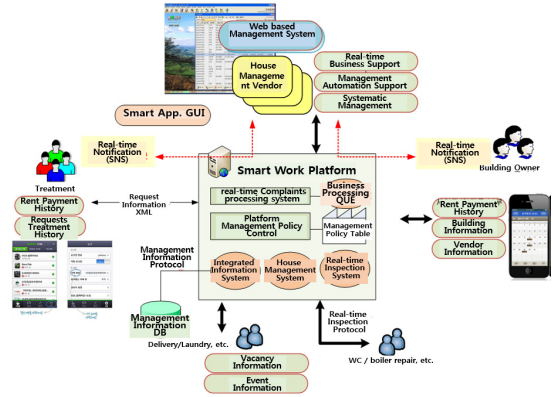 Web based
Management System
House
Manageme
nt Vendor
Real-time
Business Support
Management
Automation Support
Systematic
Management
Smart App. GUI
Real-time
Notification
(SNS)
Real-time
Notification
(SNS)
Building Owner
Treatment
Rent Payment
History
Requests
Treatment
History
Request
Information
XML
Smart Work Platform
real-time Complaints
processing system
Business
Processing
QUE
Platform
Management Policy
Control
Management
Policy Table
Integrated
Information
System
House
Management
System
Real-time
Inspection
System
Rent Payment
History
Building
Information
Vendor
Information
Management
Information
Protocol
Management
Information
DB
Delivery/Laundry, etc.
Vacancy
Information
Event
Information
Real-time
Inspection
Protocol
WC / boiler repair, etc.